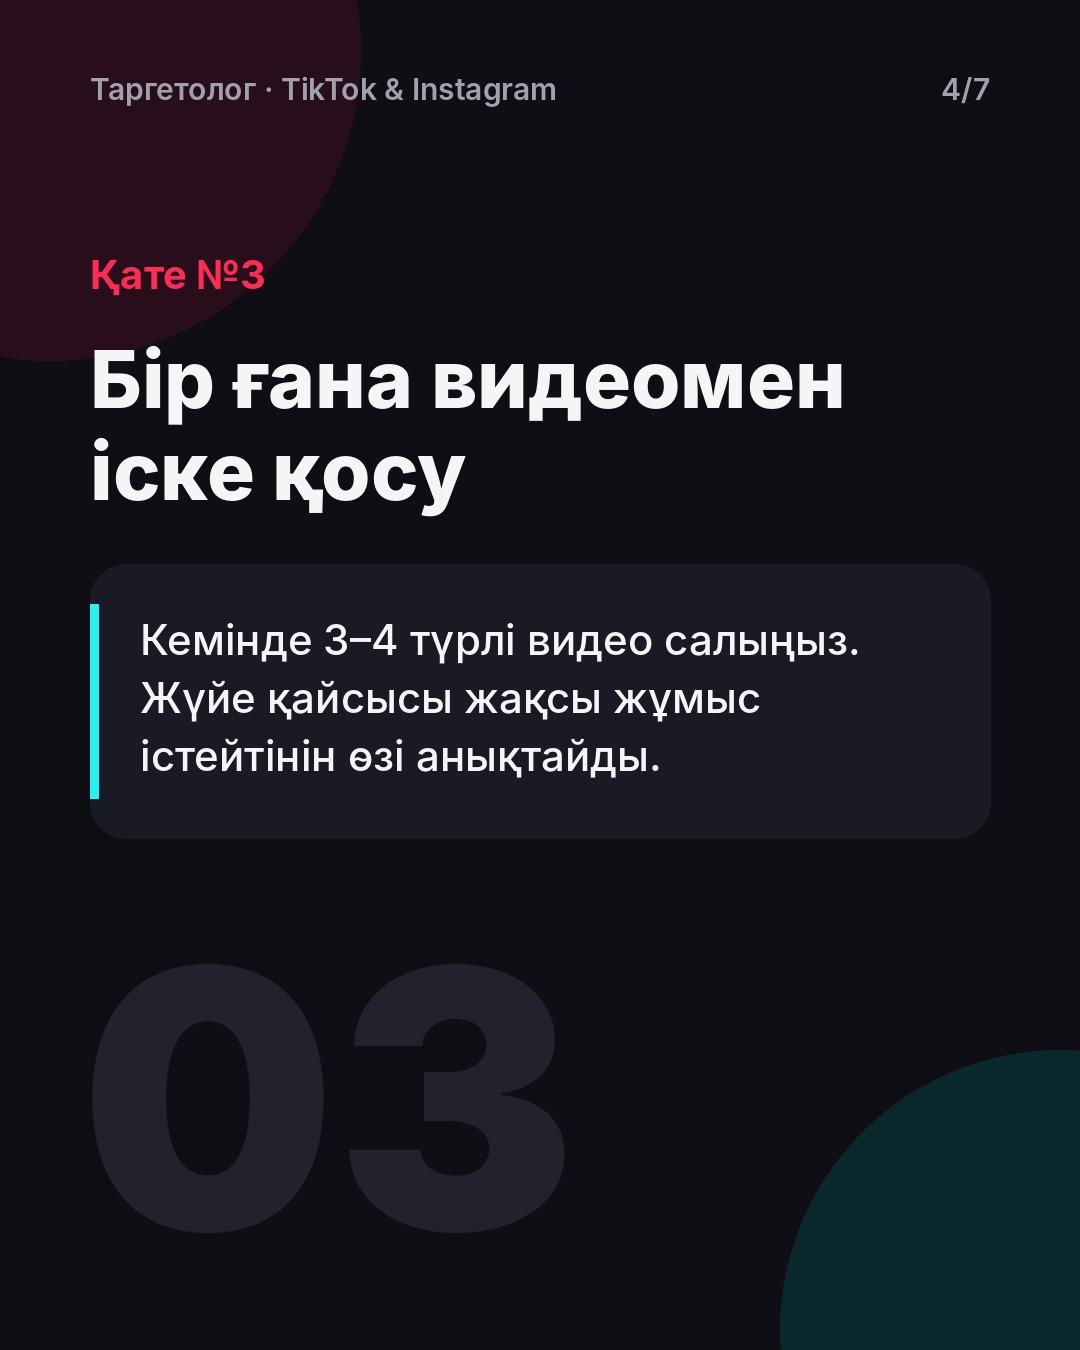 Таргетолог · TikTok & Instagram
4/7
Қате №3
Бір ғана видеомен
іске қосу
Кемінде 3–4 түрлі видео салыңыз.
Жүйе қайсысы жақсы жұмыс
істейтінін өзі анықтайды.
03